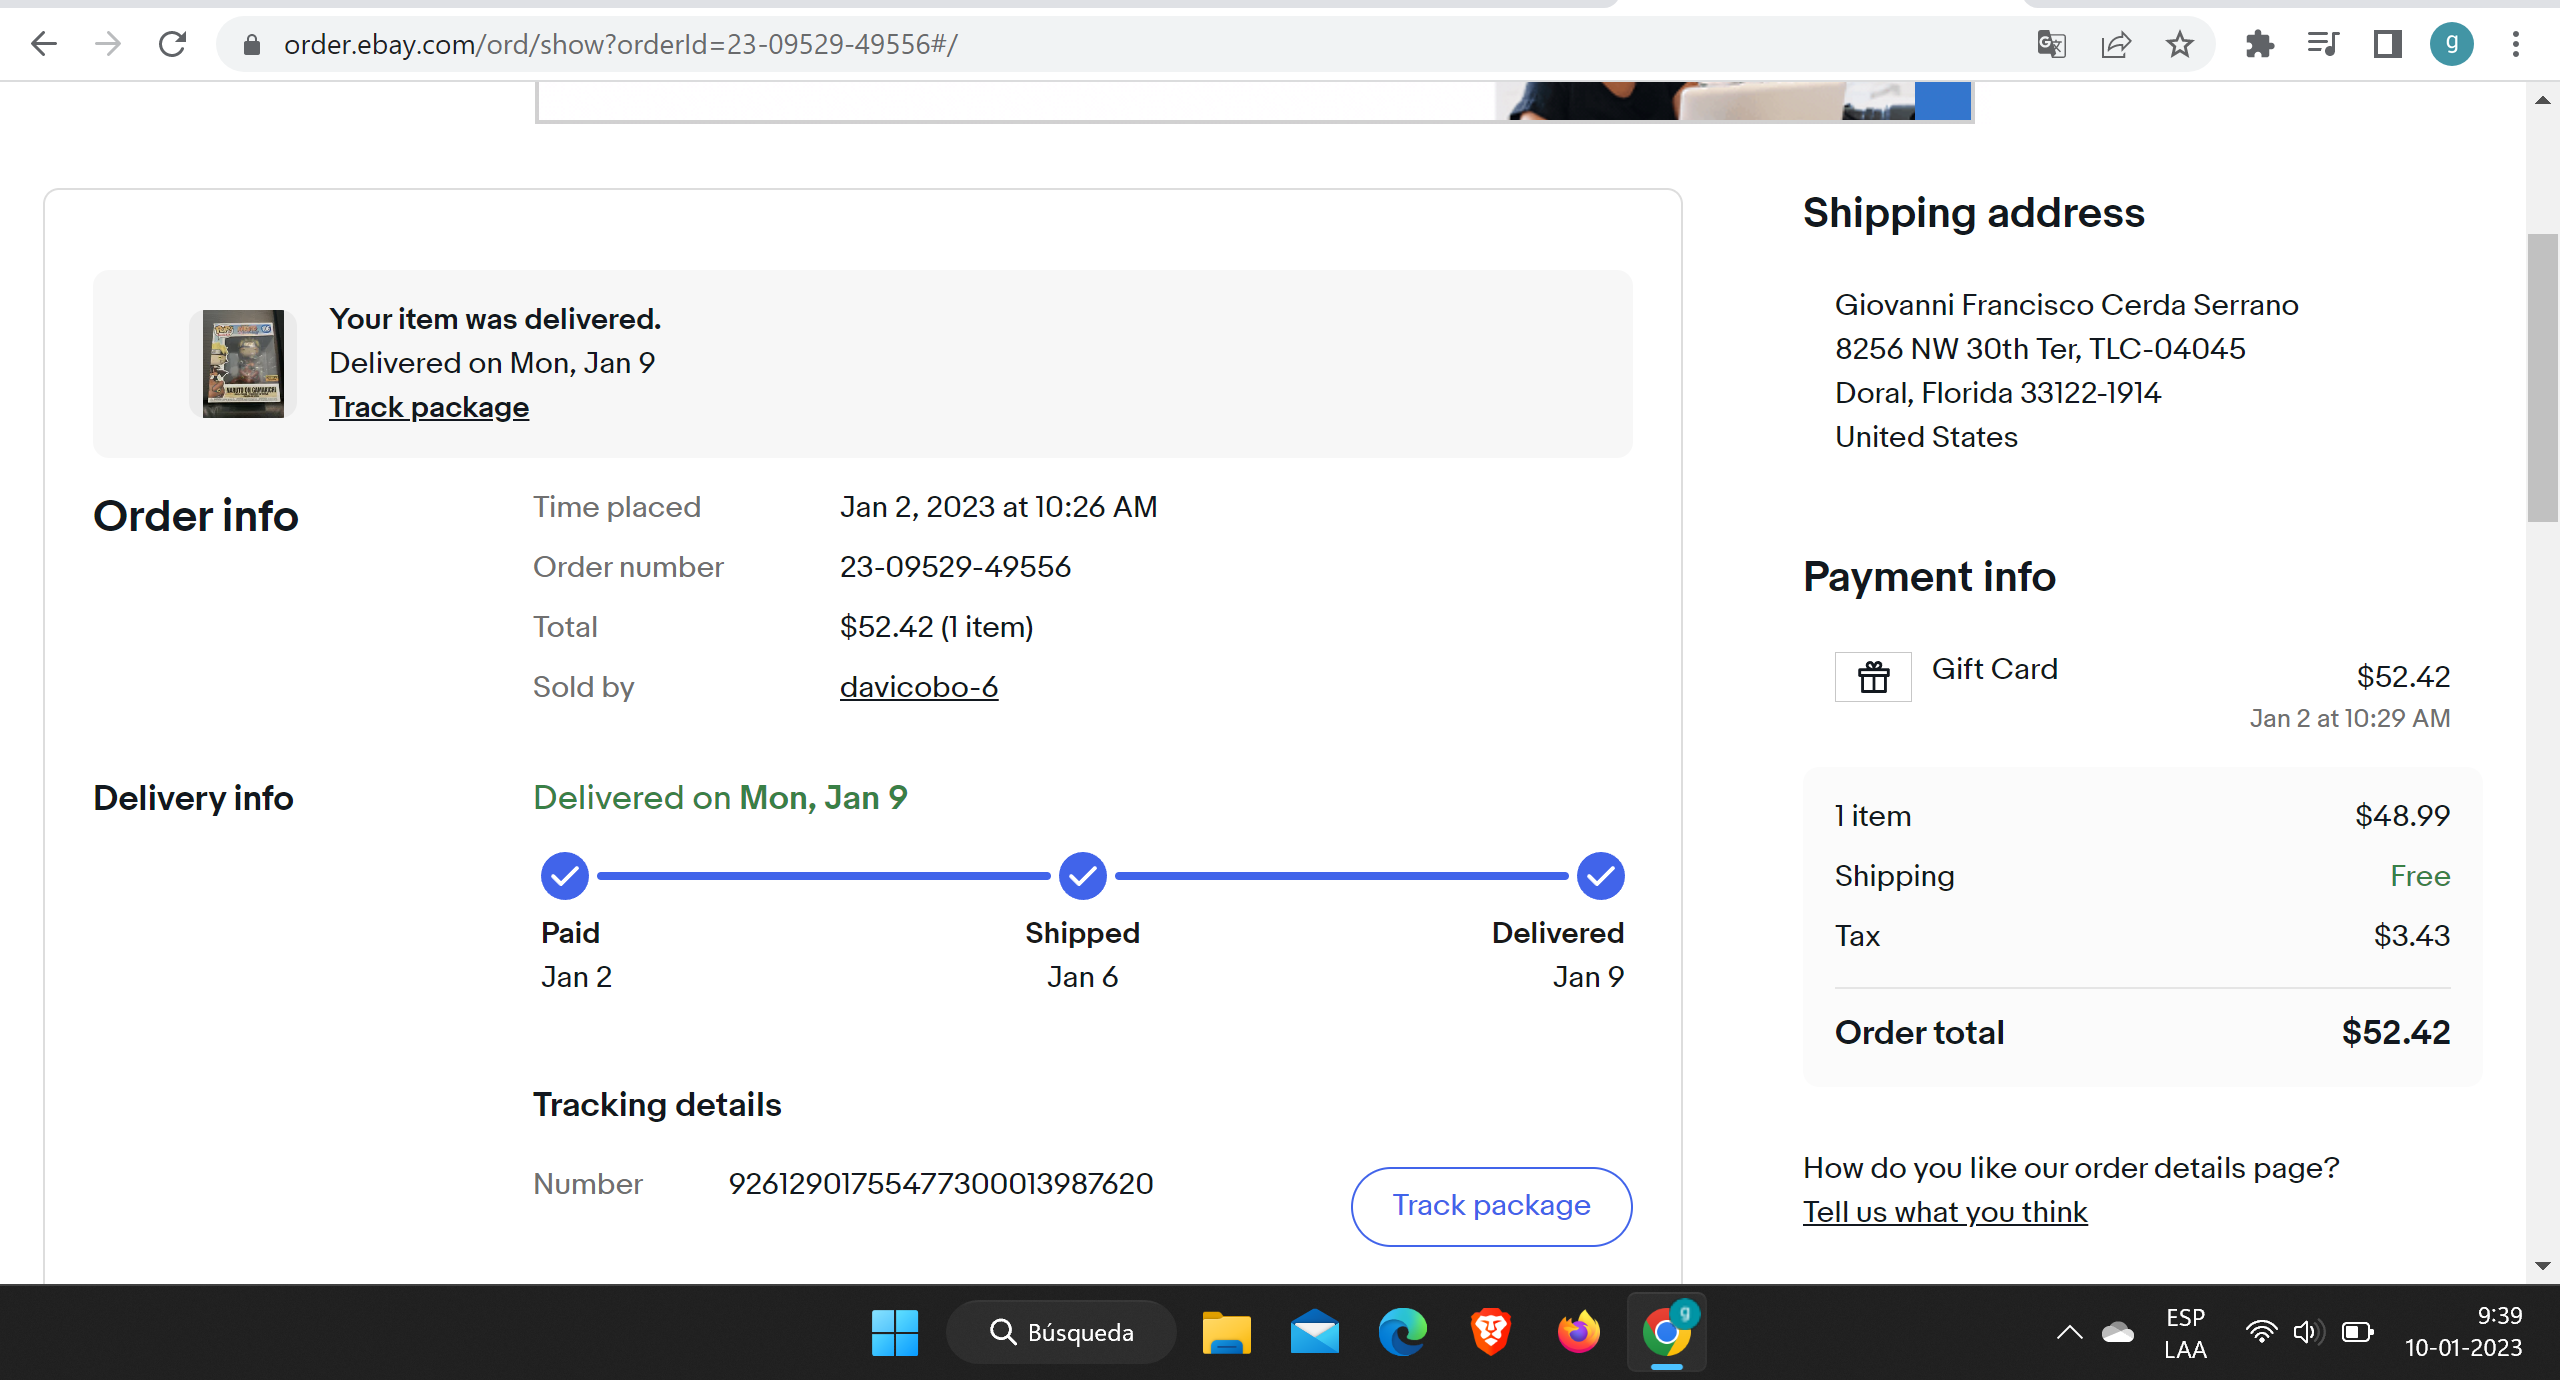 order.ebay.com/ord/show?orderId=23-09529-49556#/
g
Your item was delivered.
Delivered on Mon, Jan 9
Track package
NARUTO ON GAMAKICHI
Order info
Time placed Jan 2, 2023 at 10:26 AM
Order number 23-09529-49556
Total $52.42 (1 item)
Sold by davicobo-6
Delivery info
Delivered on Mon, Jan 9
Paid Shipped Delivered
Jan 2 Jan 6 Jan 9
Tracking details
Number 92612901755477300013987620
Track package
Shipping address
Giovanni Francisco Cerda Serrano
8256 NW 30th Ter, TLC-04045
Doral, Florida 33122-1914
United States
Payment info
Gift Card $52.42
Jan 2 at 10:29 AM
1 item $48.99
Shipping Free
Tax $3.43
Order total $52.42
How do you like our order details page?
Tell us what you think
Búsqueda
g
ESP
LAA
9:39
10-01-2023